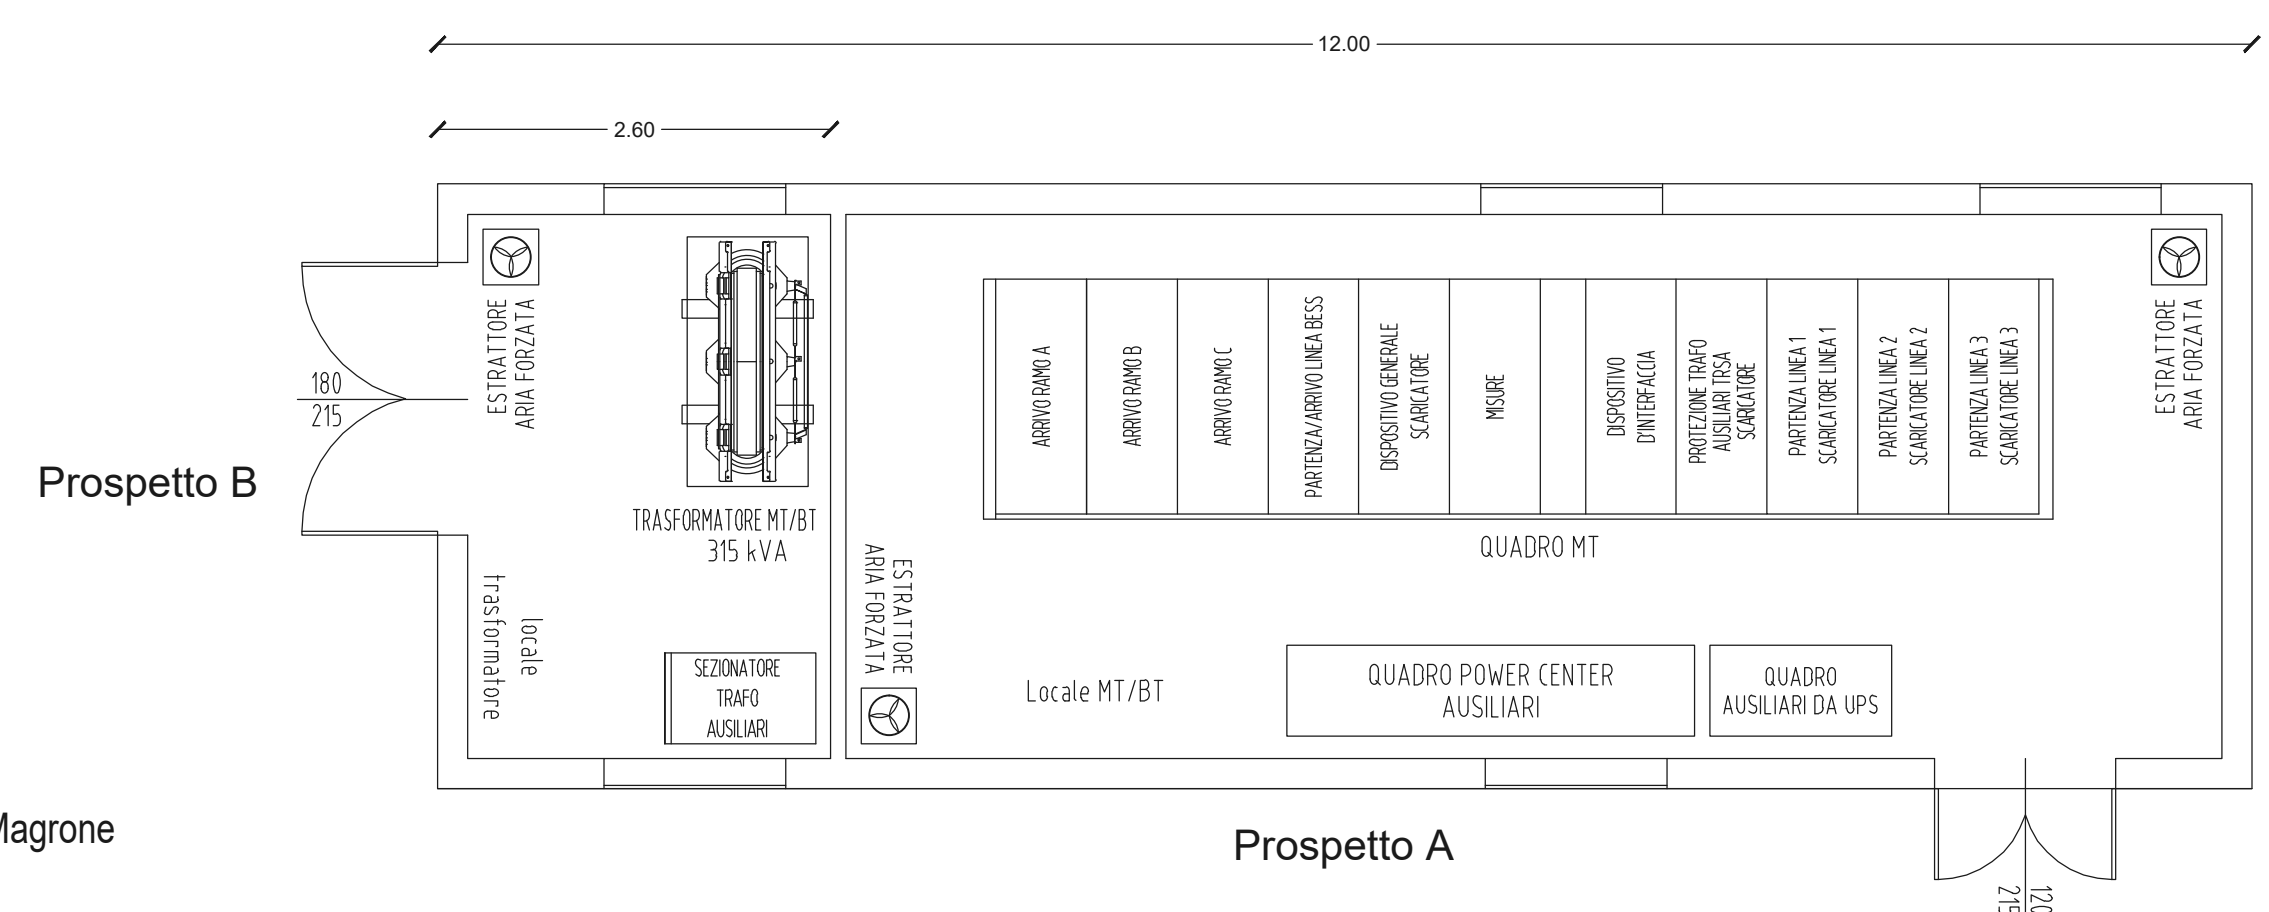 12.00
2.60
180
215
Prospetto B
ESTRATTORE
ARIA FORZATA
TRASFORMATORE MT/BT
315 kVA
locale
trasformatore
SEZIONATORE
TRAFO
AUSILIARI
ESTRATTORE
ARIA FORZATA
ARRIVO RAMO A
ARRIVO RAMO B
ARRIVO RAMO C
PARTENZA/ARRIVO LINEA BESS
DISPOSITIVO GENERALE
SCARICATORE
MISURE
DISPOSITIVO
D'INTERFACCIA
PROTEZIONE TRAFO
AUSILIARI TRSA
SCARICATORE
PARTENZA LINEA 1
SCARICATORE LINEA 1
PARTENZA LINEA 2
SCARICATORE LINEA 2
PARTENZA LINEA 3
SCARICATORE LINEA 3
ESTRATTORE
ARIA FORZATA
QUADRO MT
Locale MT/BT
QUADRO POWER CENTER
AUSILIARI
QUADRO
AUSILIARI DA UPS
Magrone
Prospetto A
120
215